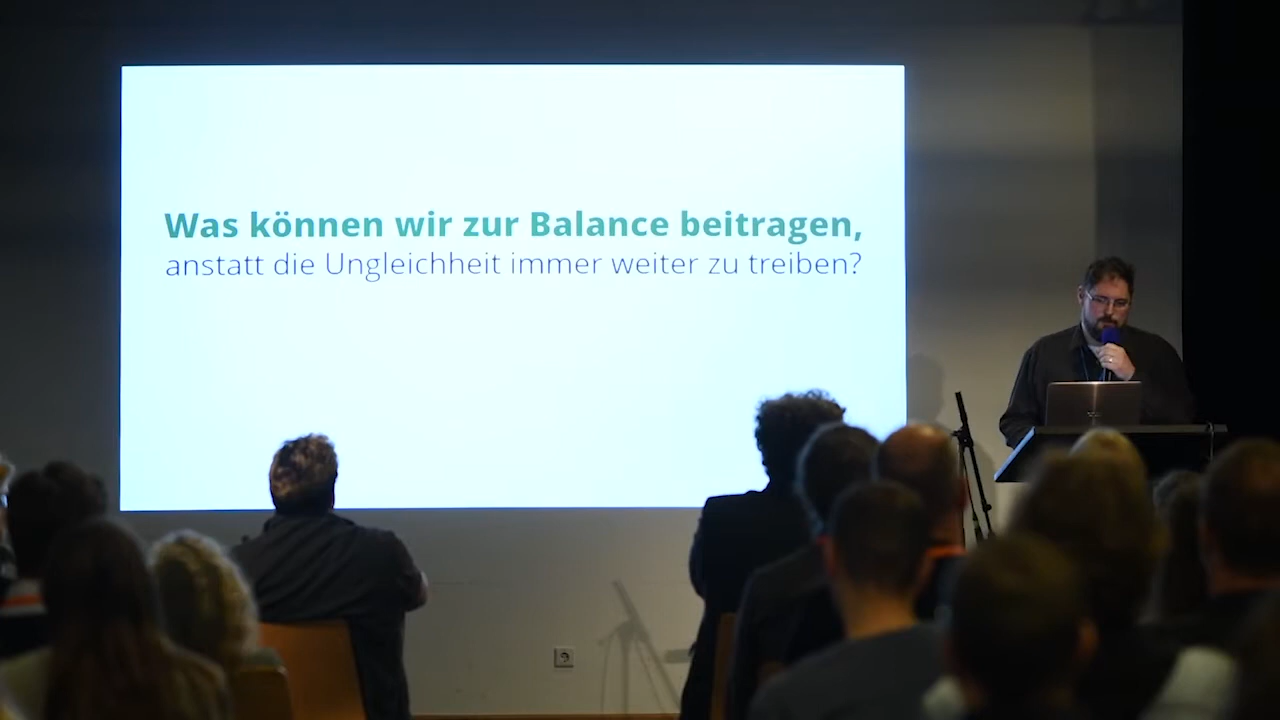 Was können wir zur Balance beitragen,
anstatt die Ungleichheit immer weiter zu treiben?